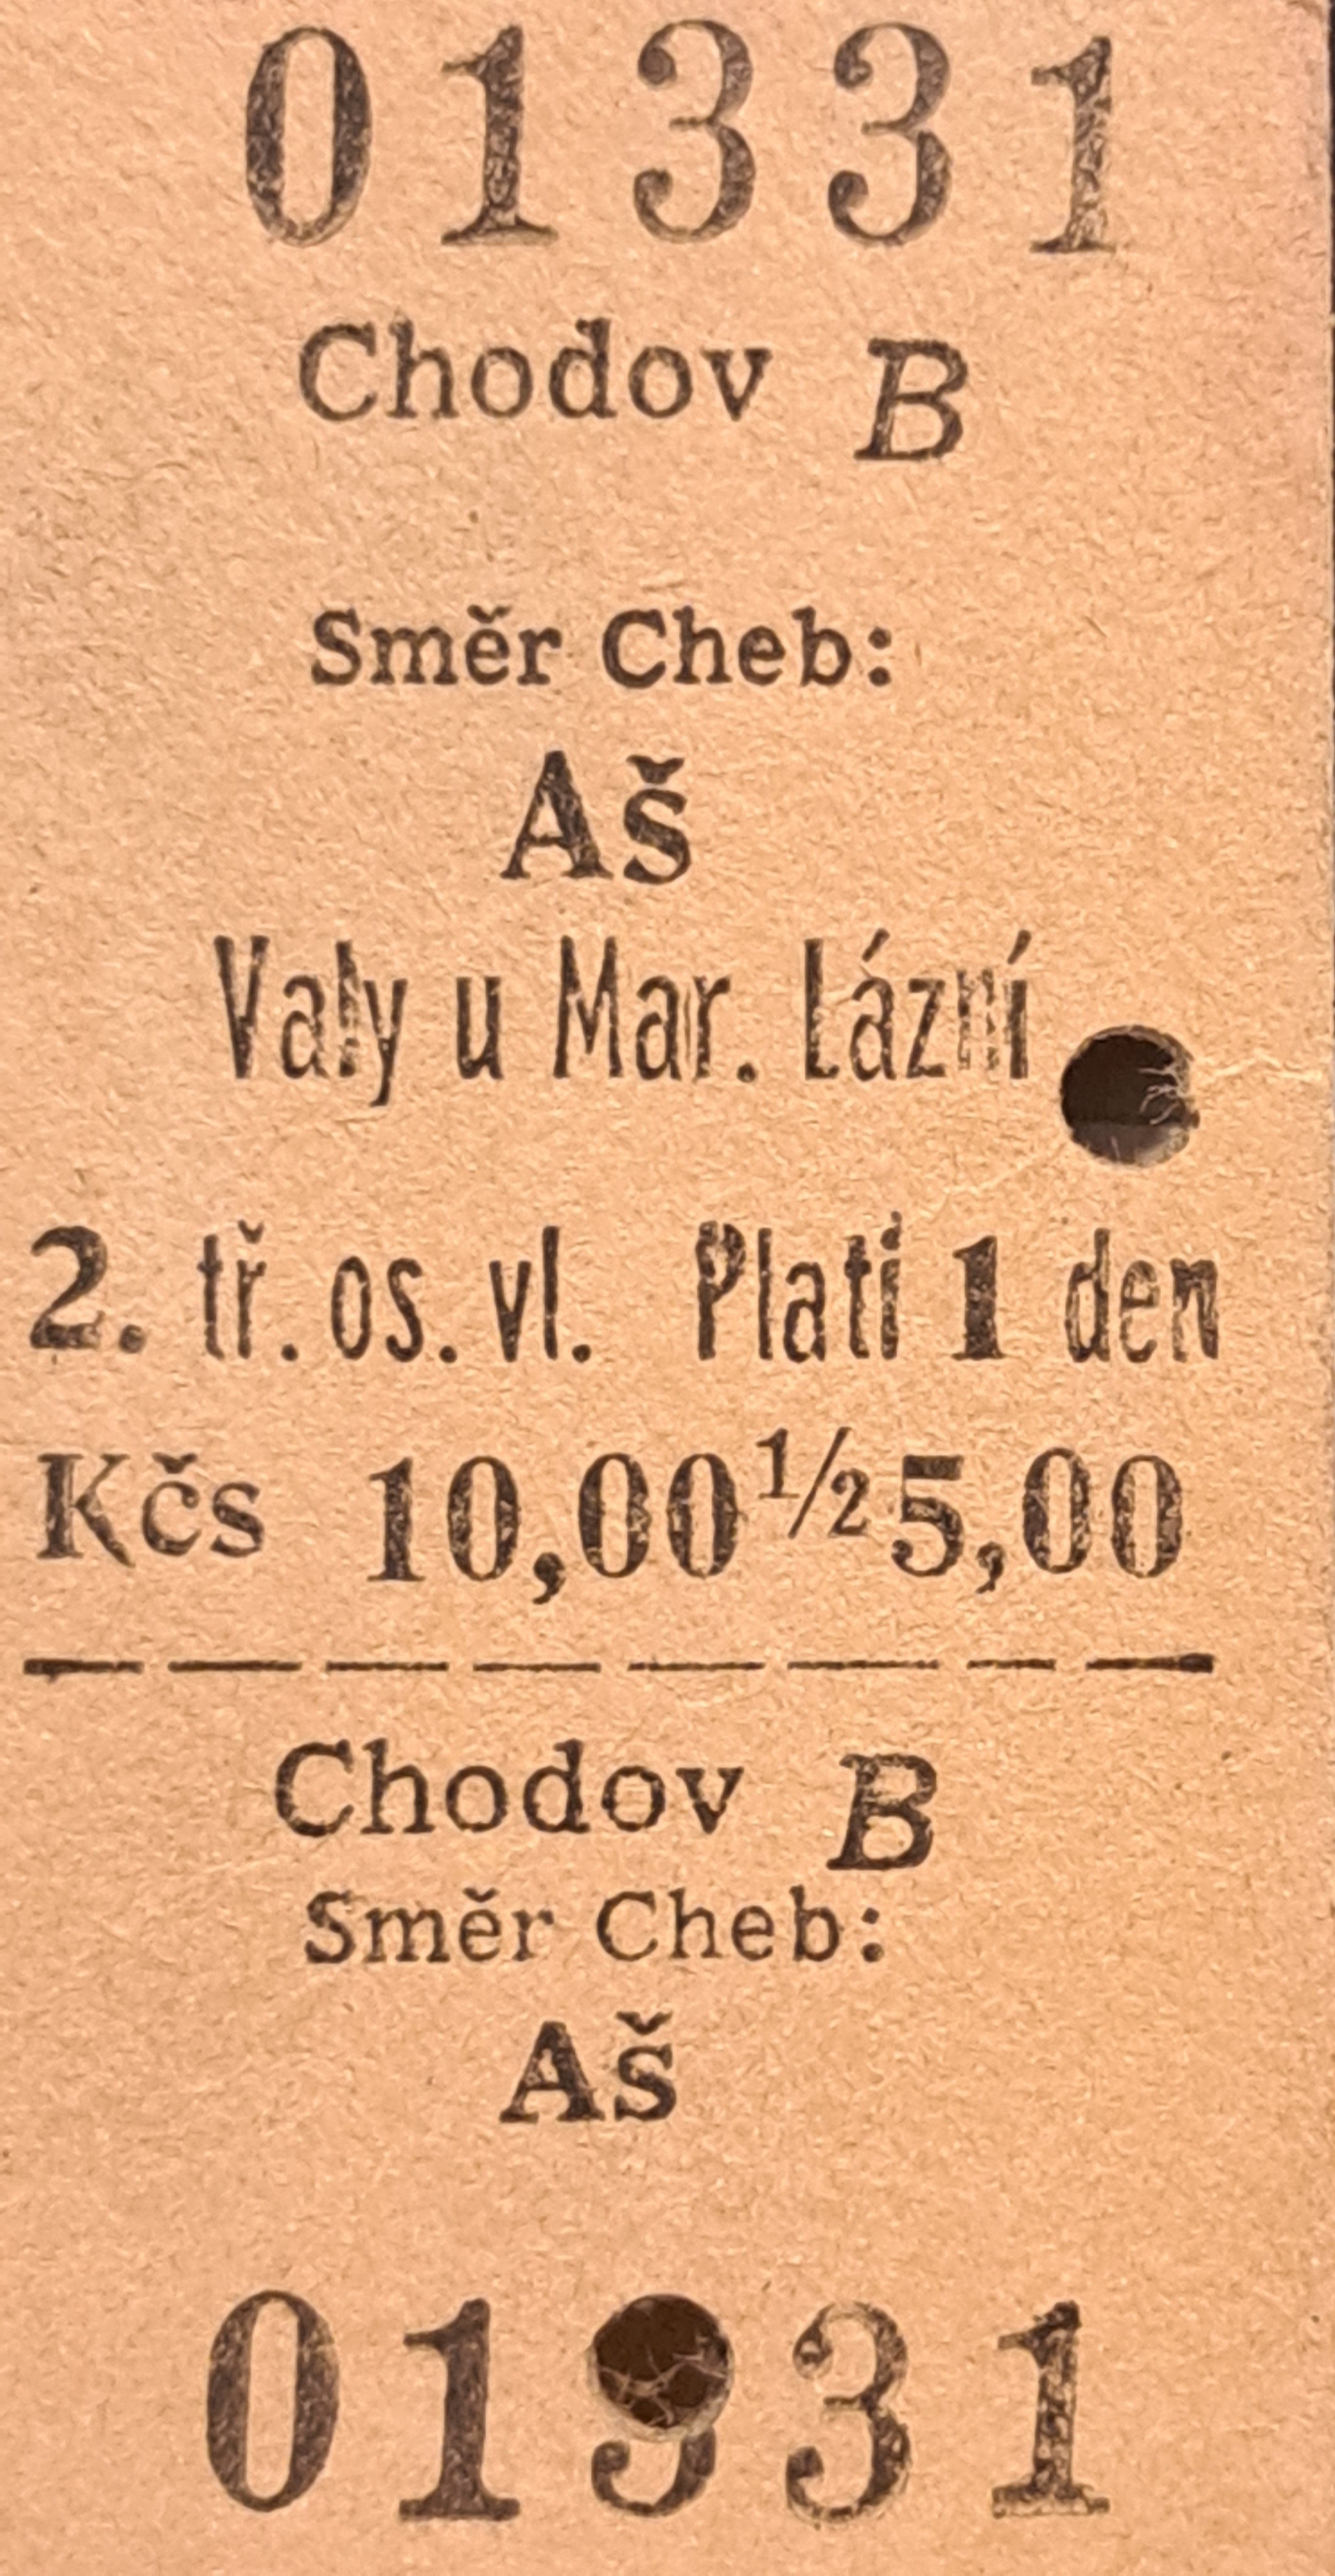 01331
Chodov B
Směr Cheb:
Aš
Valy u Mar. Lázní
2. tř. os. vl. Platí 1 den
Kčs 10,00 ½ 5,00
Chodov B
Směr Cheb:
Aš
01331